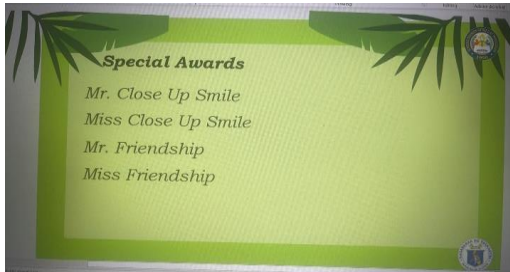 Special Awards
Mr. Close Up Smile
Miss Close Up Smile
Mr. Friendship
Miss Friendship